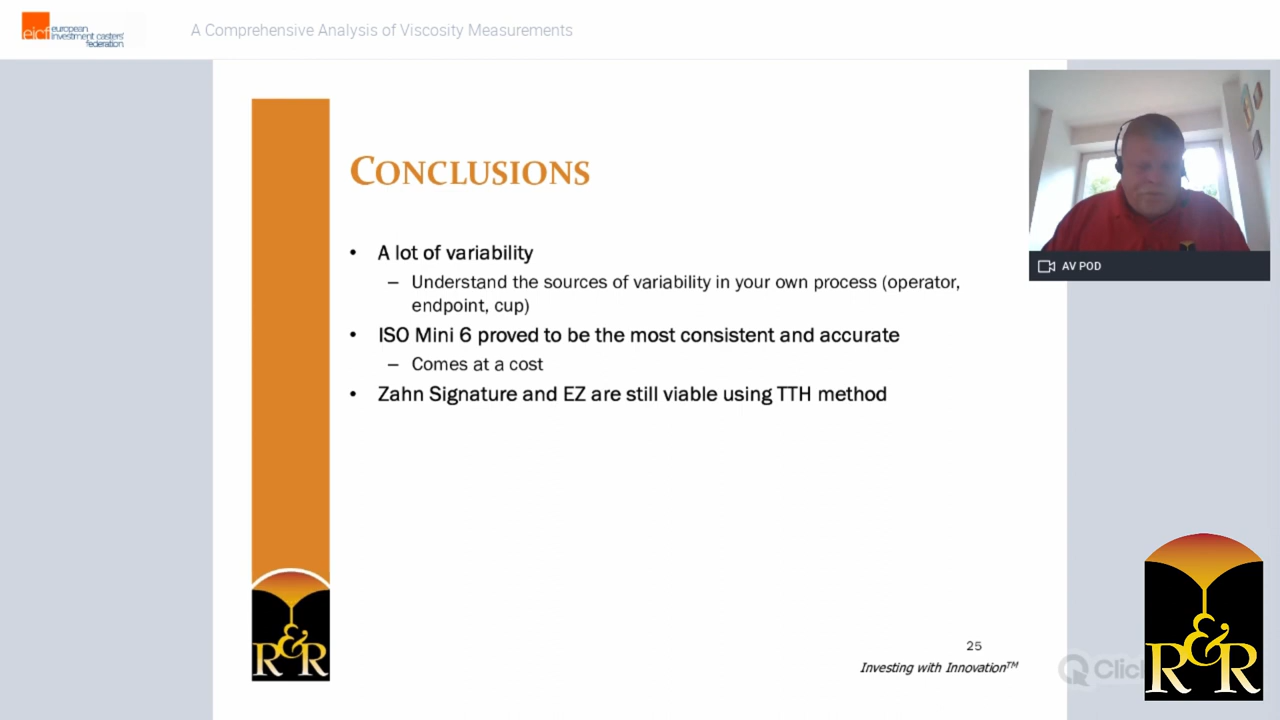 eicf european
investment casters'
federation
A Comprehensive Analysis of Viscosity Measurements
AV POD
CONCLUSIONS
• A lot of variability
– Understand the sources of variability in your own process (operator,
endpoint, cup)
• ISO Mini 6 proved to be the most consistent and accurate
– Comes at a cost
• Zahn Signature and EZ are still viable using TTH method
R&R
25
Investing with Innovation™
Clic
R&R